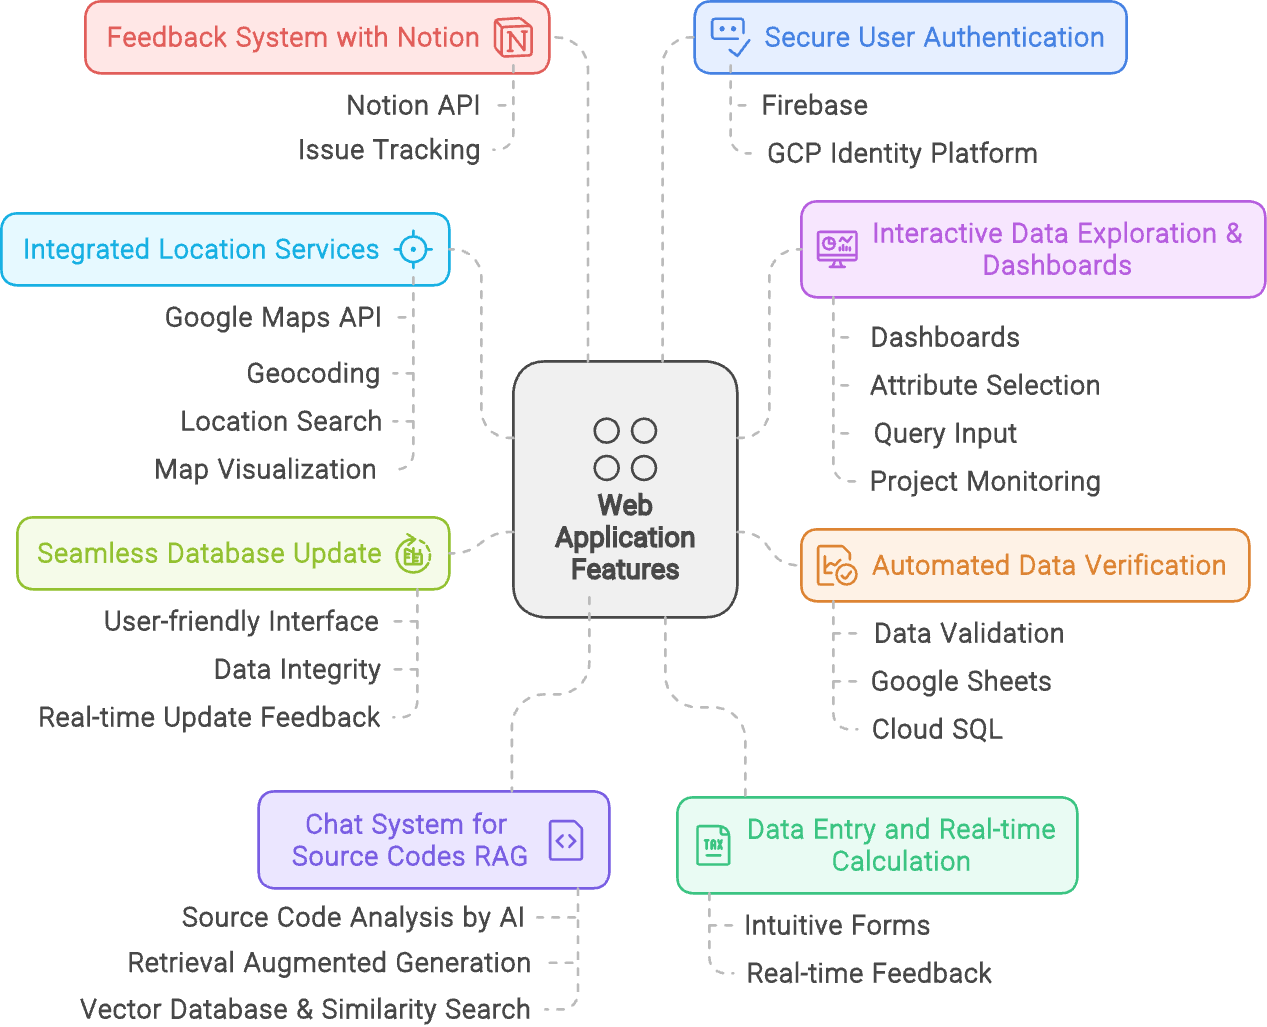 Feedback System with Notion
N
Notion API
Issue Tracking
Secure User Authentication
Firebase
GCP Identity Platform
Integrated Location Services
Google Maps API
Geocoding
Location Search
Map Visualization
Interactive Data Exploration &
Dashboards
Dashboards
Attribute Selection
Query Input
Project Monitoring
Web
Application
Features
Seamless Database Update
User-friendly Interface
Data Integrity
Real-time Update Feedback
Automated Data Verification
Data Validation
Google Sheets
Cloud SQL
Chat System for
Source Codes RAG
Source Code Analysis by AI
Retrieval Augmented Generation
Vector Database & Similarity Search
TAX
Data Entry and Real-time
Calculation
Intuitive Forms
Real-time Feedback